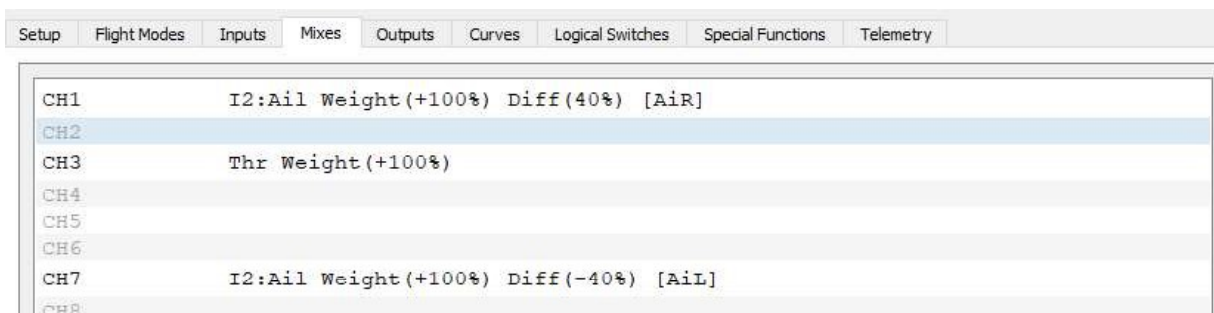 Setup Flight Modes Inputs Mixes Outputs Curves Logical Switches Special Functions Telemetry
CH1 I2:Ail Weight(+100%) Diff(40%) [AiR]
CH2
CH3 Thr Weight(+100%)
CH4
CH5
CH6
CH7 I2:Ail Weight(+100%) Diff(-40%) [AiL]
CH8